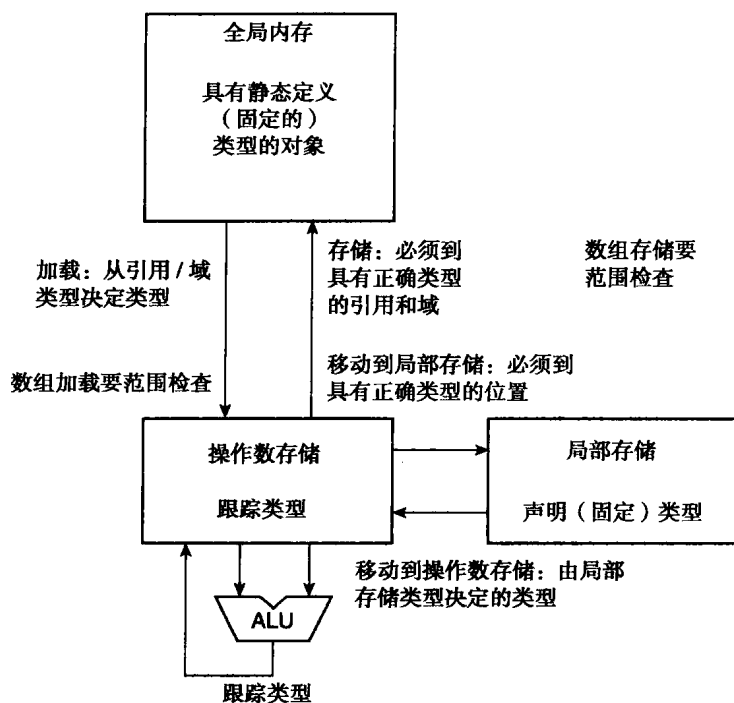 全局内存
具有静态定义
（固定的）
类型的对象
加载：从引用/域
类型决定类型
存储：必须到
具有正确类型
的引用和域
数组存储要
范围检查
数组加载要范围检查
移动到局部存储：必须到
具有正确类型的位置
操作数存储
跟踪类型
局部存储
声明（固定）类型
移动到操作数存储：由局部
存储类型决定的类型
ALU
跟踪类型